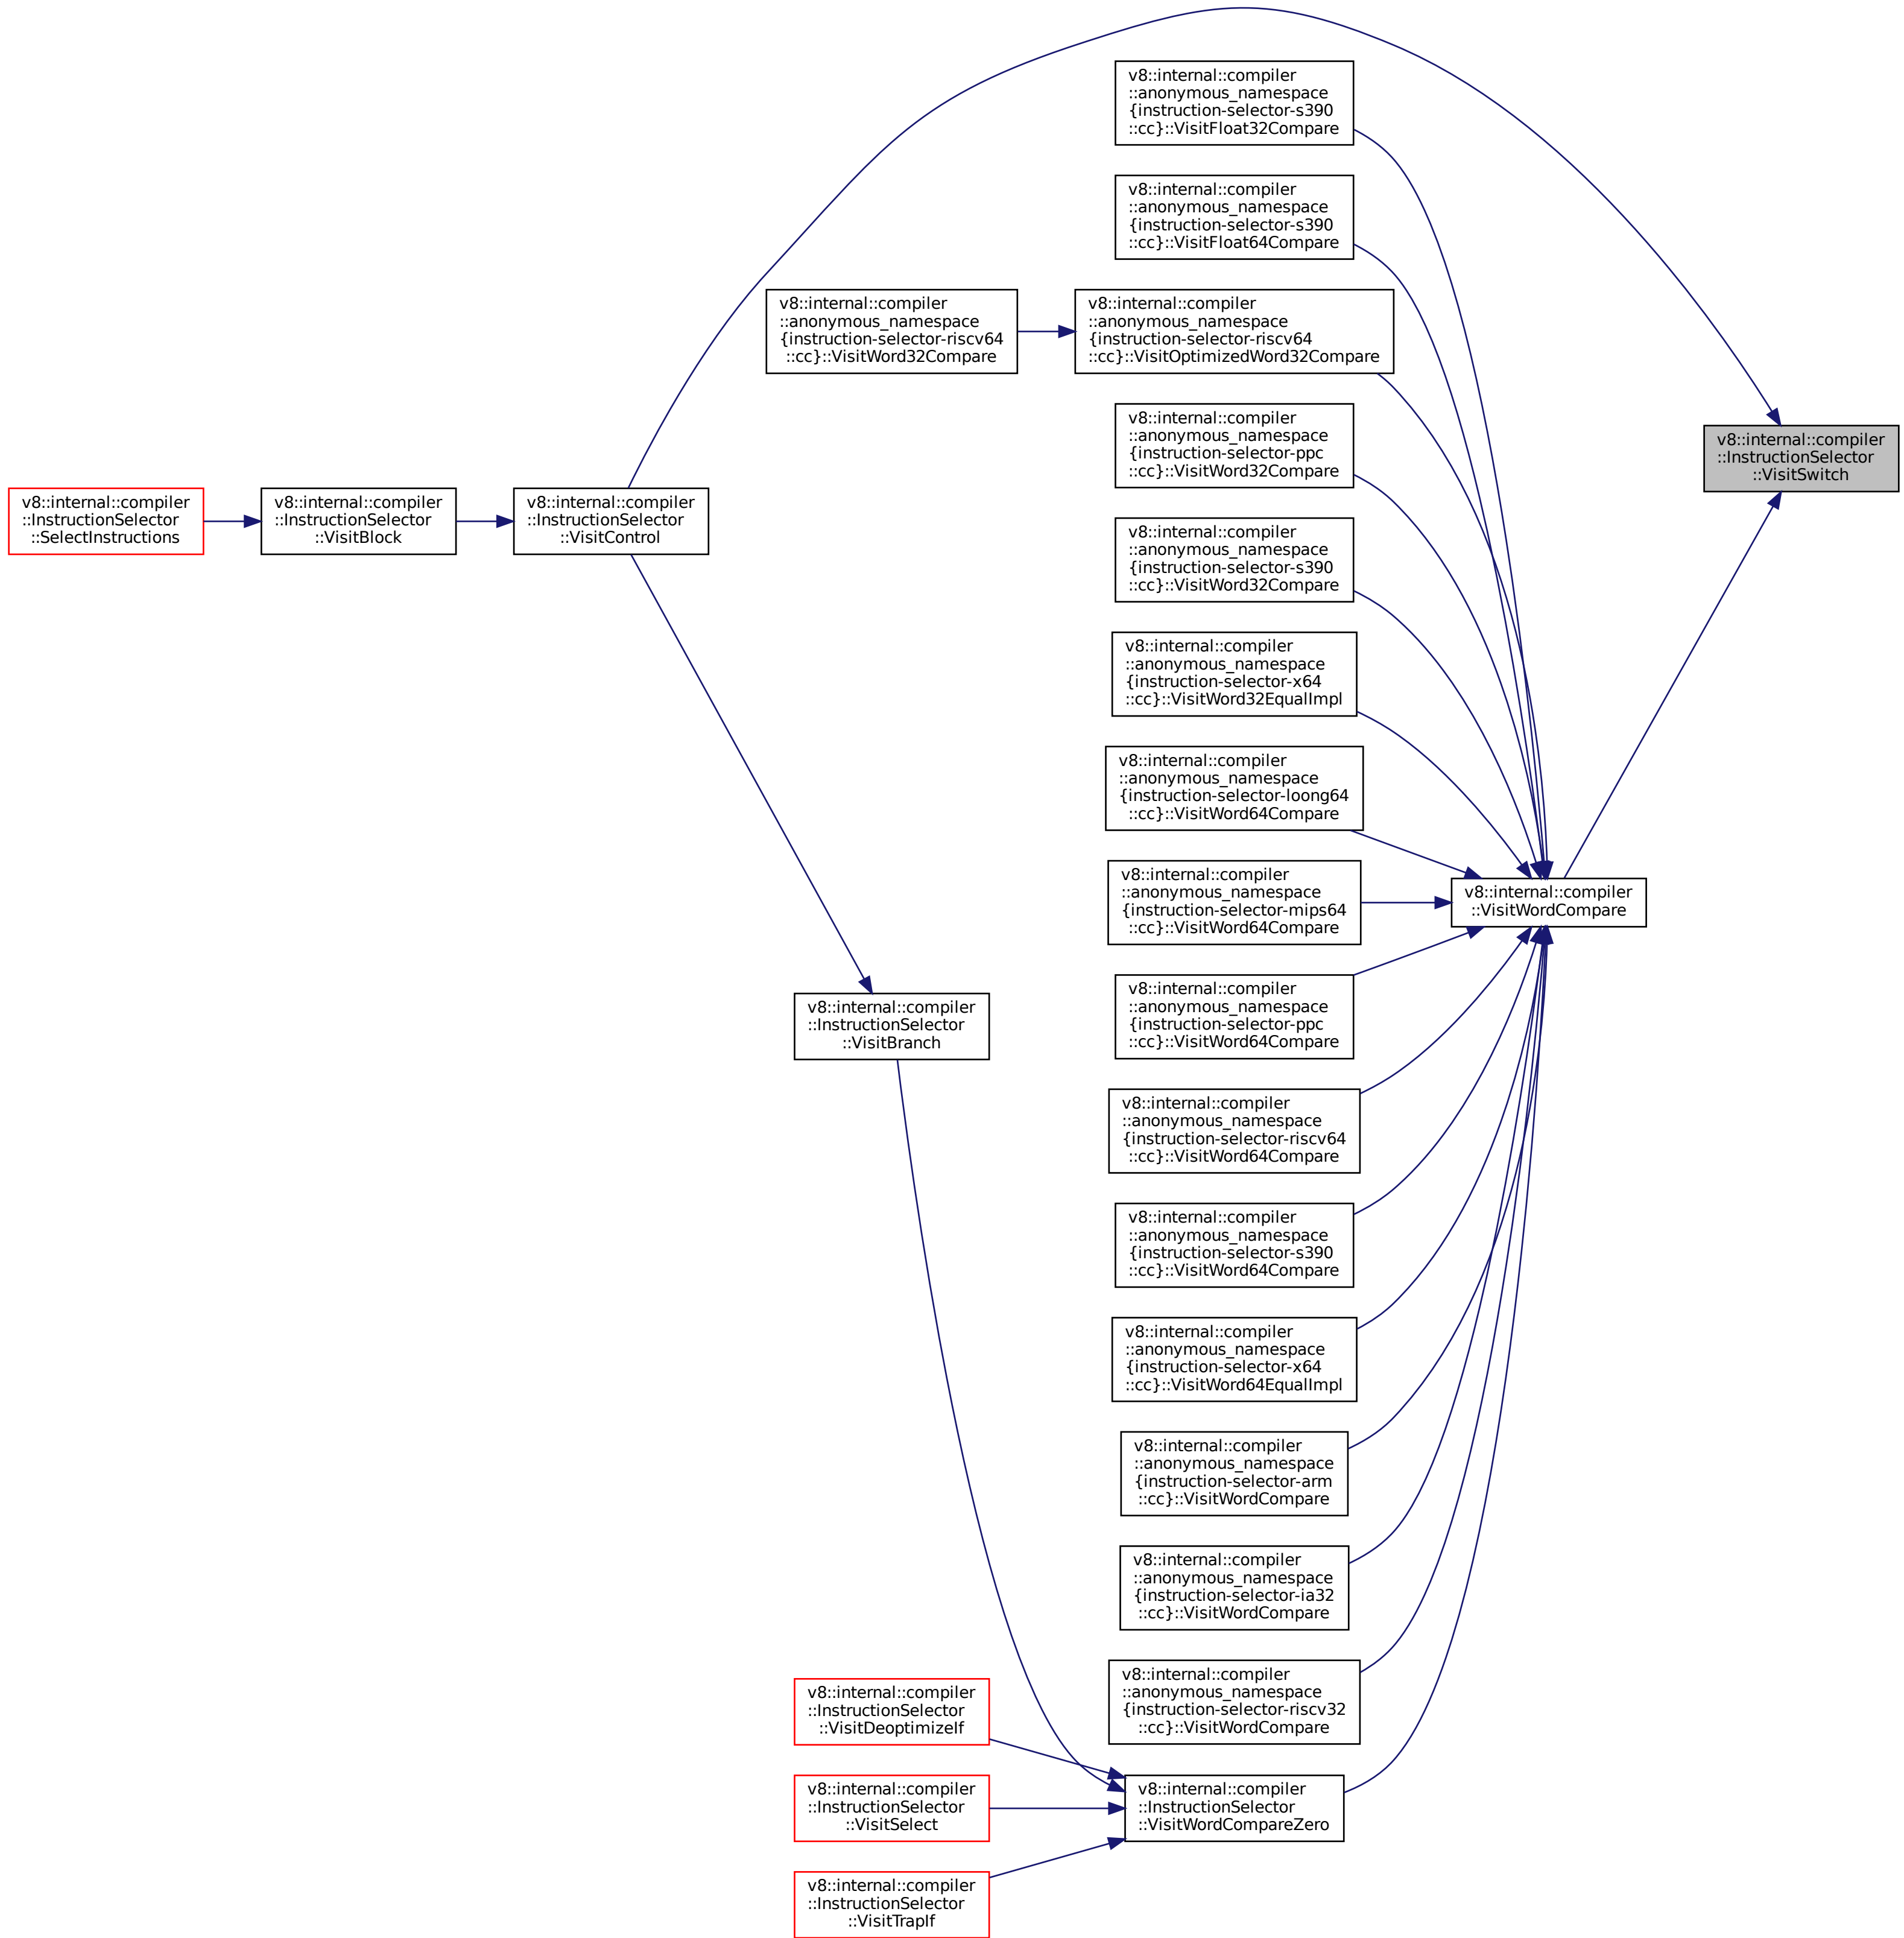 v8::internal::compiler
::anonymous_namespace
{instruction-selector-s390
::cc}::VisitFloat32Compare
v8::internal::compiler
::anonymous_namespace
{instruction-selector-s390
::cc}::VisitFloat64Compare
v8::internal::compiler
::anonymous_namespace
{instruction-selector-riscv64
::cc}::VisitWord32Compare
v8::internal::compiler
::anonymous_namespace
{instruction-selector-riscv64
::cc}::VisitOptimizedWord32Compare
v8::internal::compiler
::anonymous_namespace
{instruction-selector-ppc
::cc}::VisitWord32Compare
v8::internal::compiler
::InstructionSelector
::VisitSwitch
v8::internal::compiler
::InstructionSelector
::SelectInstructions
v8::internal::compiler
::InstructionSelector
::VisitBlock
v8::internal::compiler
::InstructionSelector
::VisitControl
v8::internal::compiler
::anonymous_namespace
{instruction-selector-s390
::cc}::VisitWord32Compare
v8::internal::compiler
::anonymous_namespace
{instruction-selector-x64
::cc}::VisitWord32EqualImpl
v8::internal::compiler
::anonymous_namespace
{instruction-selector-loong64
::cc}::VisitWord64Compare
v8::internal::compiler
::anonymous_namespace
{instruction-selector-mips64
::cc}::VisitWord64Compare
v8::internal::compiler
::VisitWordCompare
v8::internal::compiler
::anonymous_namespace
{instruction-selector-ppc
::cc}::VisitWord64Compare
v8::internal::compiler
::InstructionSelector
::VisitBranch
v8::internal::compiler
::anonymous_namespace
{instruction-selector-riscv64
::cc}::VisitWord64Compare
v8::internal::compiler
::anonymous_namespace
{instruction-selector-s390
::cc}::VisitWord64Compare
v8::internal::compiler
::anonymous_namespace
{instruction-selector-x64
::cc}::VisitWord64EqualImpl
v8::internal::compiler
::anonymous_namespace
{instruction-selector-arm
::cc}::VisitWordCompare
v8::internal::compiler
::anonymous_namespace
{instruction-selector-ia32
::cc}::VisitWordCompare
v8::internal::compiler
::anonymous_namespace
{instruction-selector-riscv32
::cc}::VisitWordCompare
v8::internal::compiler
::InstructionSelector
::VisitDeoptimizeIf
v8::internal::compiler
::InstructionSelector
::VisitSelect
v8::internal::compiler
::InstructionSelector
::VisitWordCompareZero
v8::internal::compiler
::InstructionSelector
::VisitTrapIf